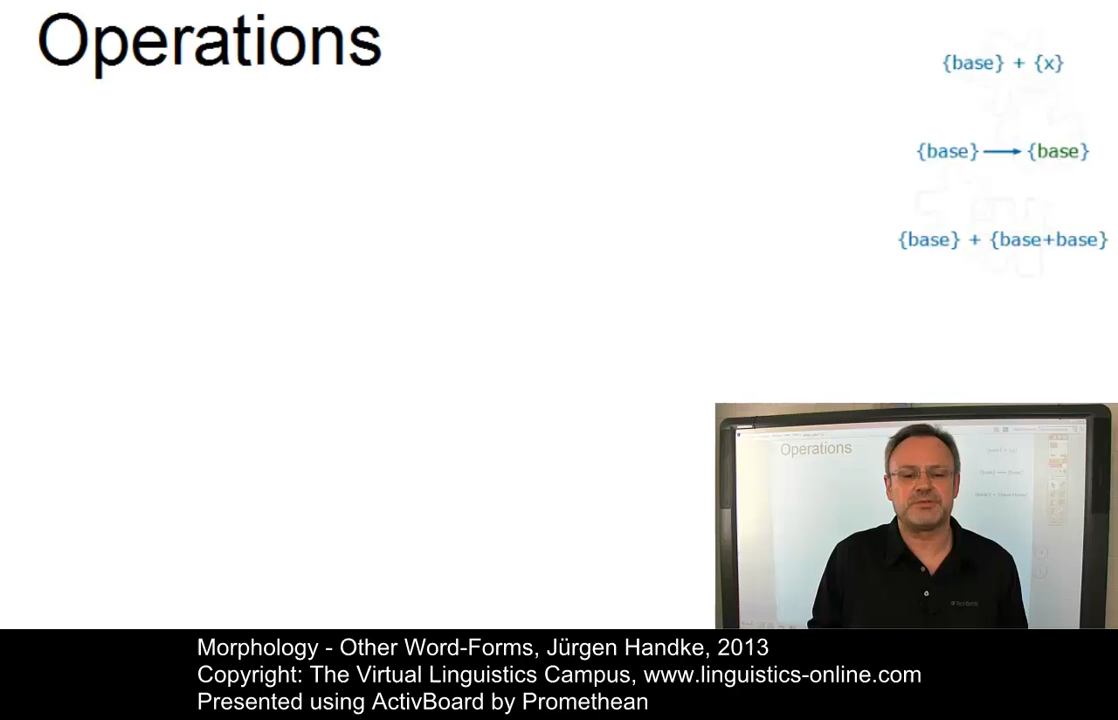 Operations
{base} + {x}
{base} → {base}
{base} + {base+base}
Operations
Morphology - Other Word-Forms, Jürgen Handke, 2013
Copyright: The Virtual Linguistics Campus, www.linguistics-online.com
Presented using ActivBoard by Promethean